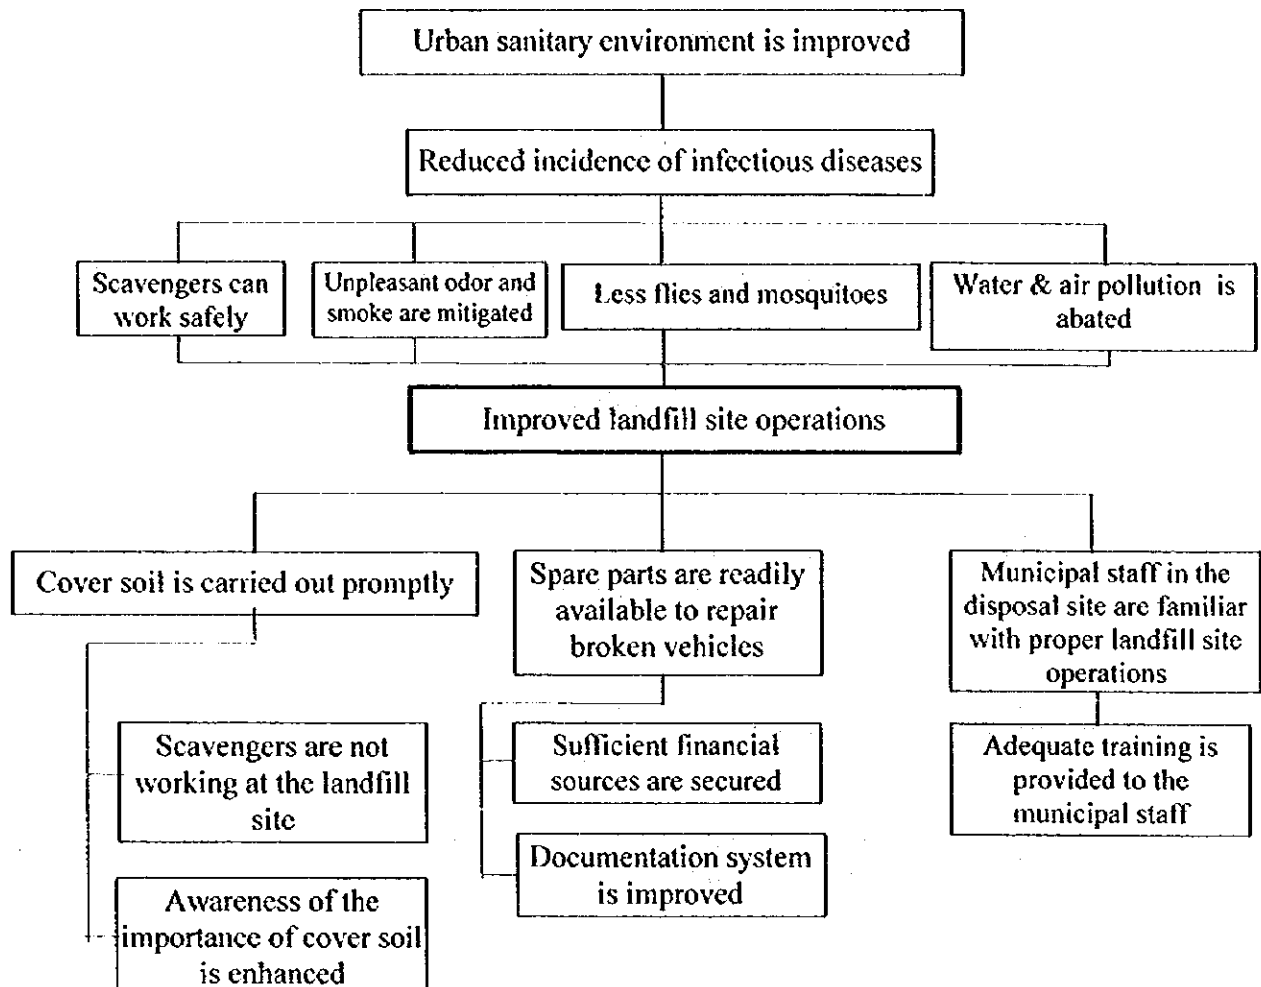 Urban sanitary environment is improved
Reduced incidence of infectious diseases
Scavengers can
work safely
Unpleasant odor and
smoke are mitigated
Less flies and mosquitoes
Water & air pollution is
abated
Improved landfill site operations
Cover soil is carried out promptly
Spare parts are readily
available to repair
broken vehicles
Municipal staff in the
disposal site are familiar
with proper landfill site
operations
Scavengers are not
working at the landfill
site
Sufficient financial
sources are secured
Adequate training is
provided to the
municipal staff
Documentation system
is improved
Awareness of the
importance of cover soil
is enhanced